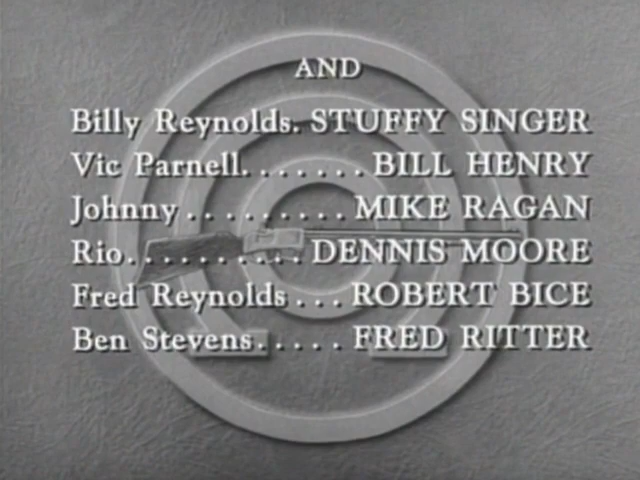 AND
Billy Reynolds. STUFFY SINGER
Vic Parnell. . . . . . . BILL HENRY
Johnny . . . . . . . . . MIKE RAGAN
Rio. . . . . . . . . . DENNIS MOORE
Fred Reynolds . . . ROBERT BICE
Ben Stevens. . . . . FRED RITTER